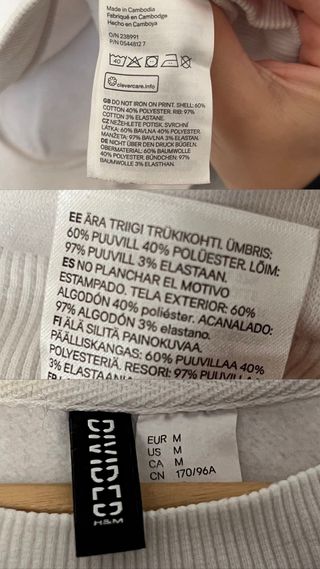 Made in Cambodia
Fabriqué en Cambodge
Hecho en Camboya
O/N 238991
P/N 0544812 7
40
clevercare.info
GB DO NOT IRON ON PRINT. SHELL: 60%
COTTON 40% POLYESTER. RIB: 97%
COTTON 3% ELASTANE.
CZ NEŽEHLETE POTISK. SVRCHNÍ
LÁTKA: 60% BAVLNA 40% POLYESTER.
MANŽETA: 97% BAVLNA 3% ELASTAN.
DE NICHT ÜBER DEN DRUCK BÜGELN.
OBERMATERIAL: 60% BAUMWOLLE
40% POLYESTER. BÜNDCHEN: 97%
BAUMWOLLE 3% ELASTHAN.
EE ÄRA TRIIGI TRÜKIKOHTI. ÜMBRIS:
60% PUUVILL 40% POLÜESTER. LÕIM:
97% PUUVILL 3% ELASTAAN.
ES NO PLANCHAR EL MOTIVO
ESTAMPADO. TELA EXTERIOR: 60%
ALGODÓN 40% poliéster. ACANALADO:
97% ALGODÓN 3% elastano.
FI ÄLÄ SILITÄ PAINOKUVAA.
PÄÄLLISKANGAS: 60% PUUVILLAA 40%
POLYESTERIÄ. RESORI: 97% PUUVILLAA
3% ELASTAANIA
DIVIDED
H&M
EUR M
US M
CA M
CN 170/96A